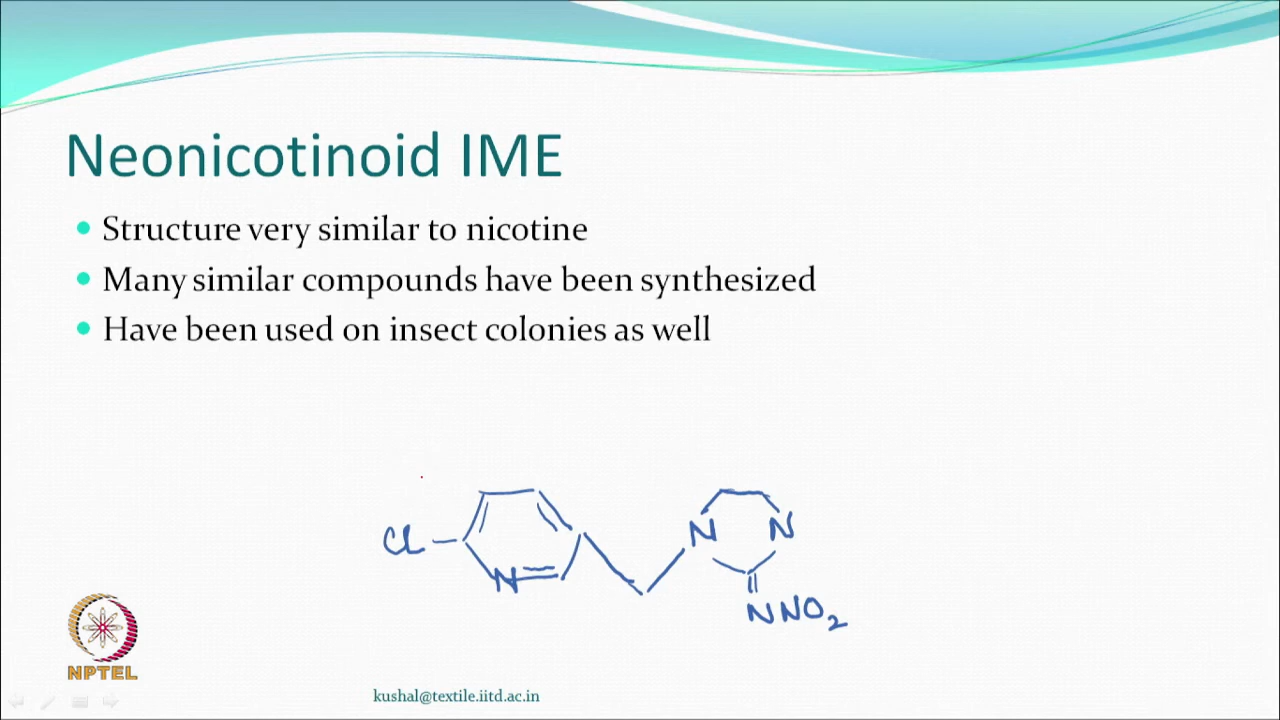 Neonicotinoid IME
Structure very similar to nicotine
Many similar compounds have been synthesized
Have been used on insect colonies as well
Cl N N N
NNO2
NPTEL
kushal@textile.iitd.ac.in